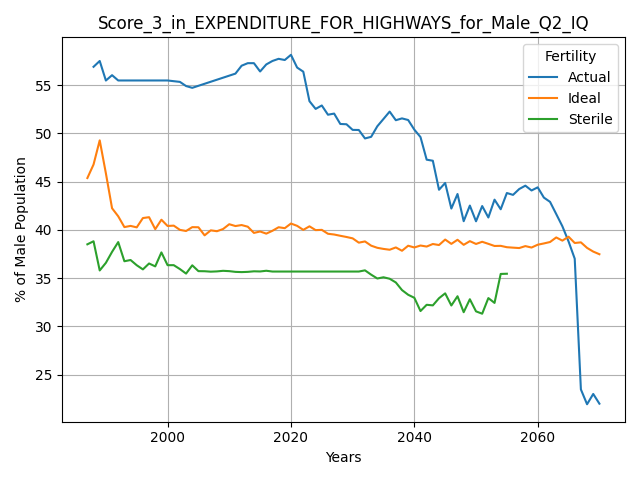 Score_3_in_EXPENDITURE_FOR_HIGHWAYS_for_Male_Q2_IQ
Fertility
Actual
Ideal
Sterile
% of Male Population
55
50
45
40
35
30
25
2000
2020
2040
2060
Years